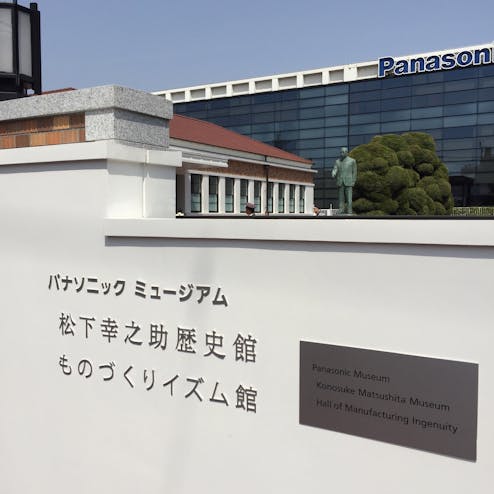 Panasoni
パナソニック ミュージアム
松下幸之助歴史館
ものづくりイズム館
Panasonic Museum
Konosuke Matsushita Museum
Hall of Manufacturing Ingenuity